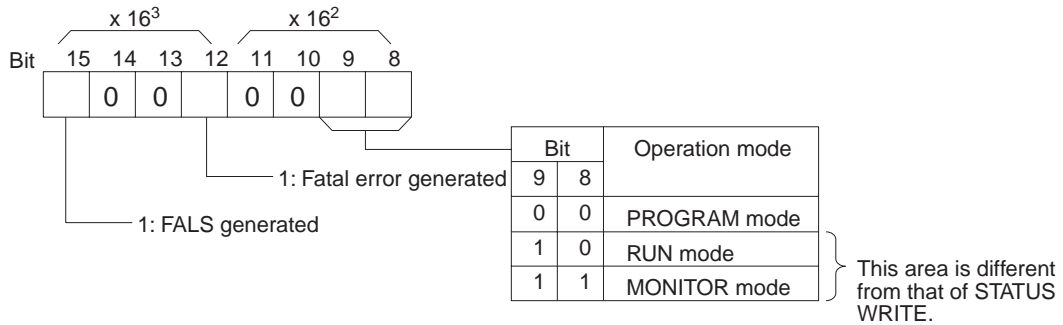 x 16³ x 16²
Bit 15 14 13 12 11 10 9 8
0 0 0 0
Bit Operation mode
9 8
1: Fatal error generated
0 0 PROGRAM mode
1: FALS generated
1 0 RUN mode
1 1 MONITOR mode
This area is different
from that of STATUS
WRITE.